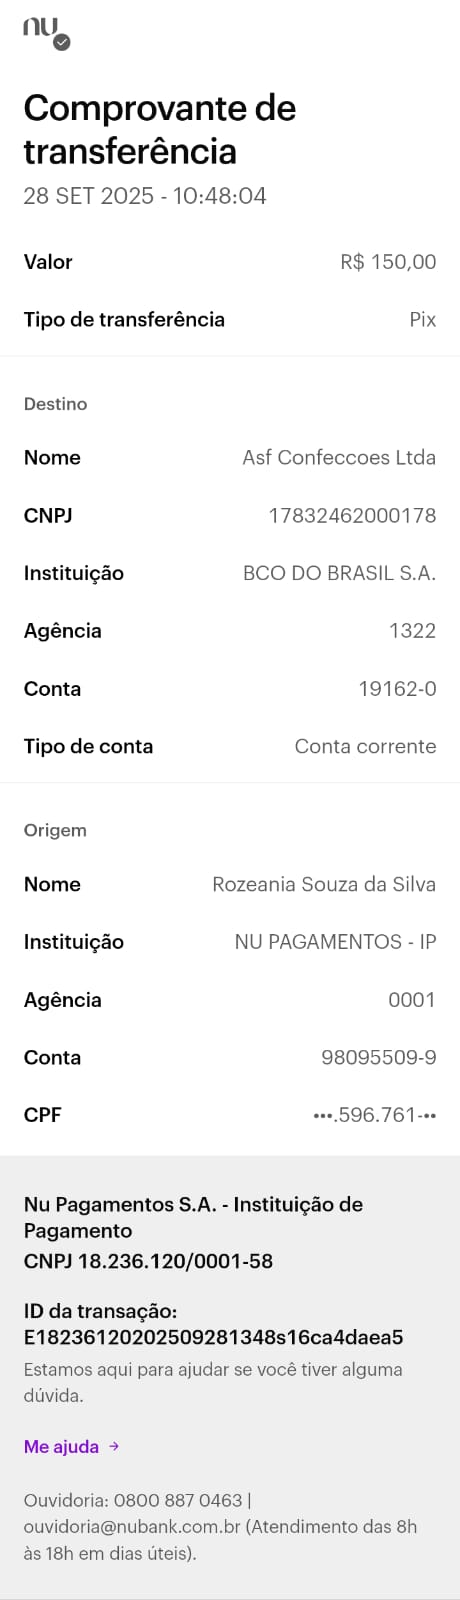 nu
Comprovante de
transferência
28 SET 2025 - 10:48:04
Valor R$ 150,00
Tipo de transferência Pix
Destino
Nome Asf Confeccoes Ltda
CNPJ 17832462000178
Instituição BCO DO BRASIL S.A.
Agência 1322
Conta 19162-0
Tipo de conta Conta corrente
Origem
Nome Rozeania Souza da Silva
Instituição NU PAGAMENTOS - IP
Agência 0001
Conta 98095509-9
CPF •••.596.761-••
Nu Pagamentos S.A. - Instituição de
Pagamento
CNPJ 18.236.120/0001-58
ID da transação:
E18236120202509281348s16ca4daea5
Estamos aqui para ajudar se você tiver alguma
dúvida.
Me ajuda →
Ouvidoria: 0800 887 0463 |
ouvidoria@nubank.com.br (Atendimento das 8h
às 18h em dias úteis).